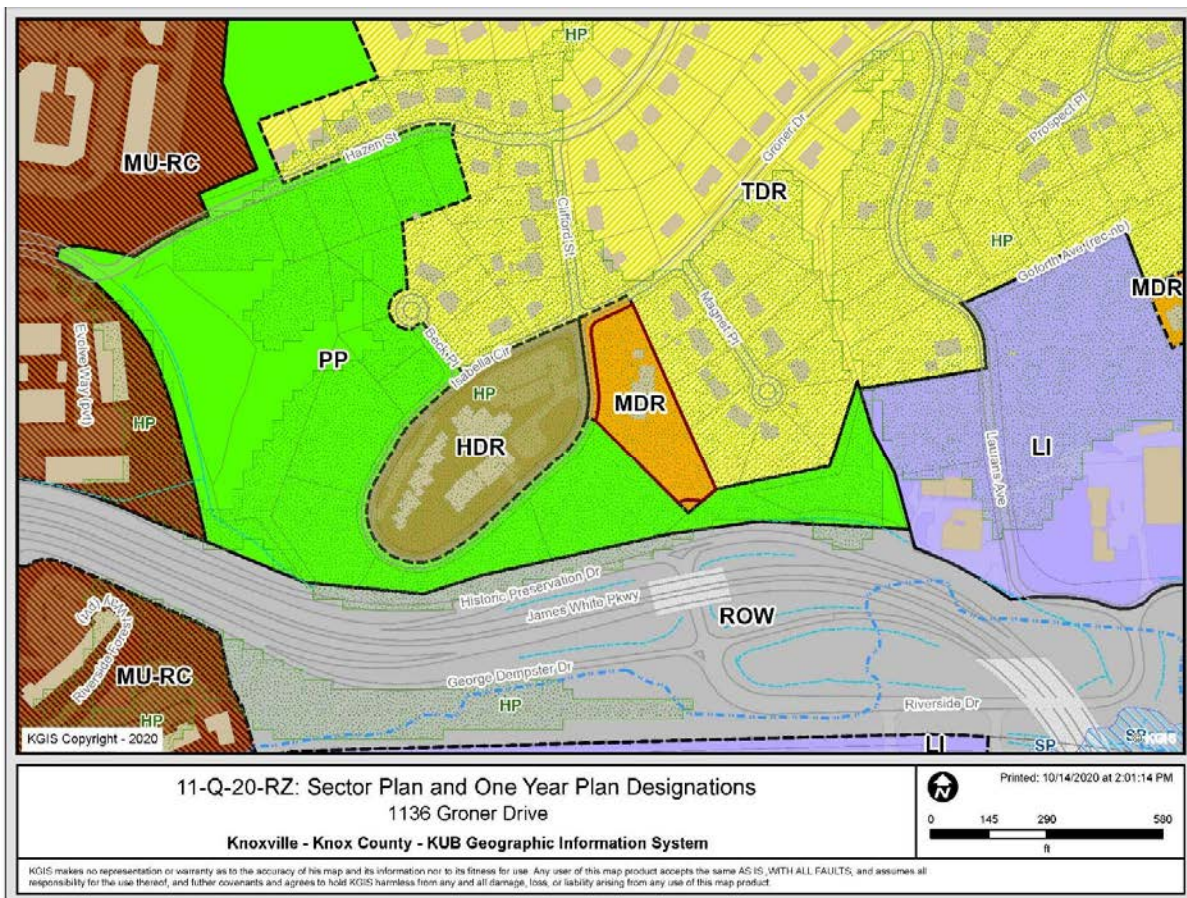 HP
MU-RC
Hazen St
Groner Dr
Prospect Pl
TDR
Clifford St
HP
Goforth Ave (rec-nb)
MDR
Magnet Pl
Evolve Way (pvt)
PP
Beck Pl
Isabella Cir
HP
MDR
HP
HDR
LI
Laurans Ave
Historic Preservation Dr
James White Pkwy
ROW
Riverside Forest Way (pvt)
MU-RC
George Dempster Dr
HP
Riverside Dr
HP
KGIS Copyright - 2020
LI
SP
SP
KGIS
11-Q-20-RZ: Sector Plan and One Year Plan Designations
1136 Groner Drive
Knoxville - Knox County - KUB Geographic Information System
N
Printed: 10/14/2020 at 2:01:14 PM
0 145 290 580
ft
KGIS makes no representation or warranty as to the accuracy of his map and its information nor to its fitness for use. Any user of this map product accepts the same AS IS ,WITH ALL FAULTS, and assumes all
responsibility for the use thereof, and futher covenants and agrees to hold KGIS harmless from any and all damage, loss, or liability arising from any use of this map product.